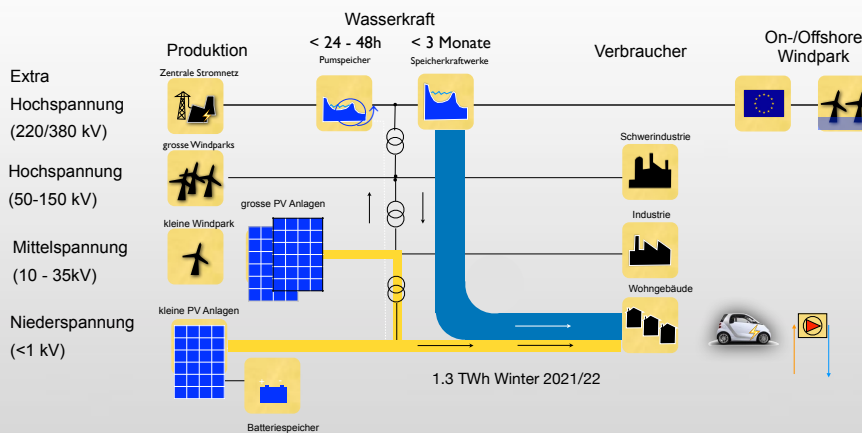 Wasserkraft
Produktion
< 24 - 48h
< 3 Monate
Verbraucher
On-/Offshore
Windpark
Pumspeicher
Speicherkraftwerke
Zentrale Stromnetz
Extra
Hochspannung
(220/380 kV)
grosse Windparks
Schwerindustrie
Hochspannung
(50-150 kV)
grosse PV Anlagen
kleine Windpark
Industrie
Mittelspannung
(10 - 35kV)
Wohngebäude
kleine PV Anlagen
Niederspannung
(<1 kV)
1.3 TWh Winter 2021/22
Batteriespeicher